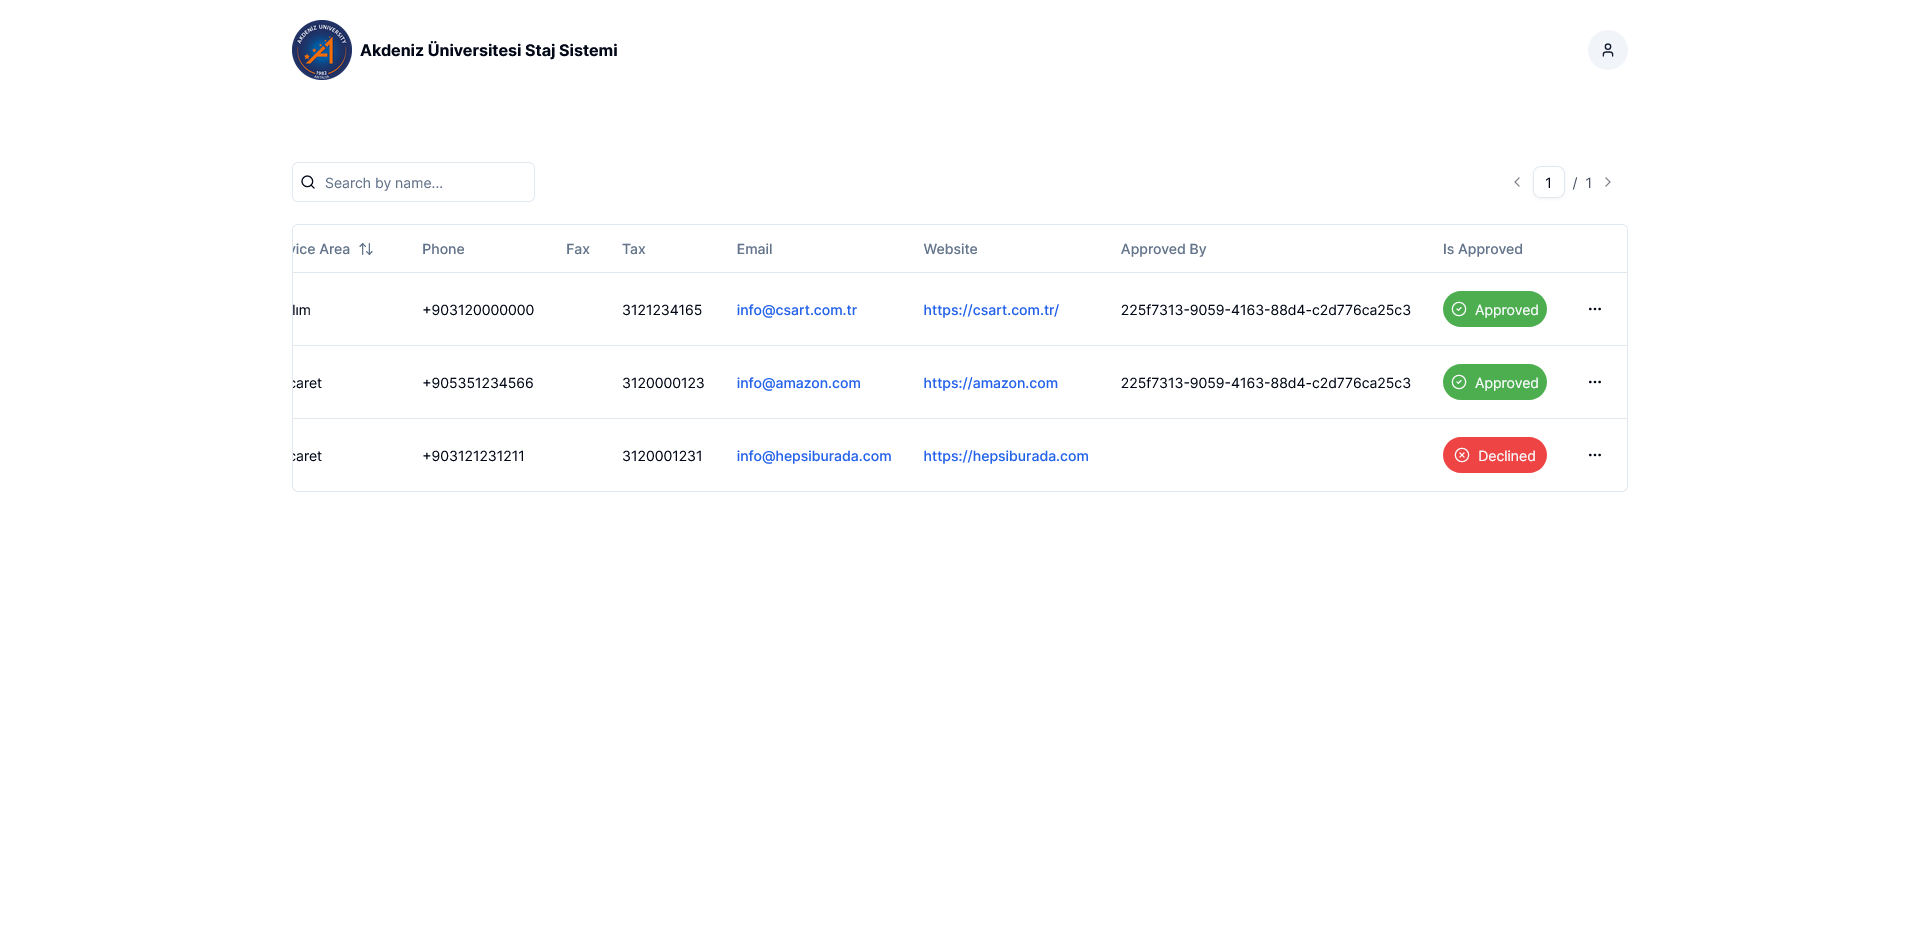 AKDENİZ UNIVERSITY
1982
ANTALYA
Akdeniz Üniversitesi Staj Sistemi
Search by name...
1 / 1
vice Area Phone Fax Tax Email Website Approved By Is Approved
lım +903120000000 3121234165 info@csart.com.tr https://csart.com.tr/ 225f7313-9059-4163-88d4-c2d776ca25c3 Approved ...
caret +905351234566 3120000123 info@amazon.com https://amazon.com 225f7313-9059-4163-88d4-c2d776ca25c3 Approved ...
caret +903121231211 3120001231 info@hepsiburada.com https://hepsiburada.com Declined ...